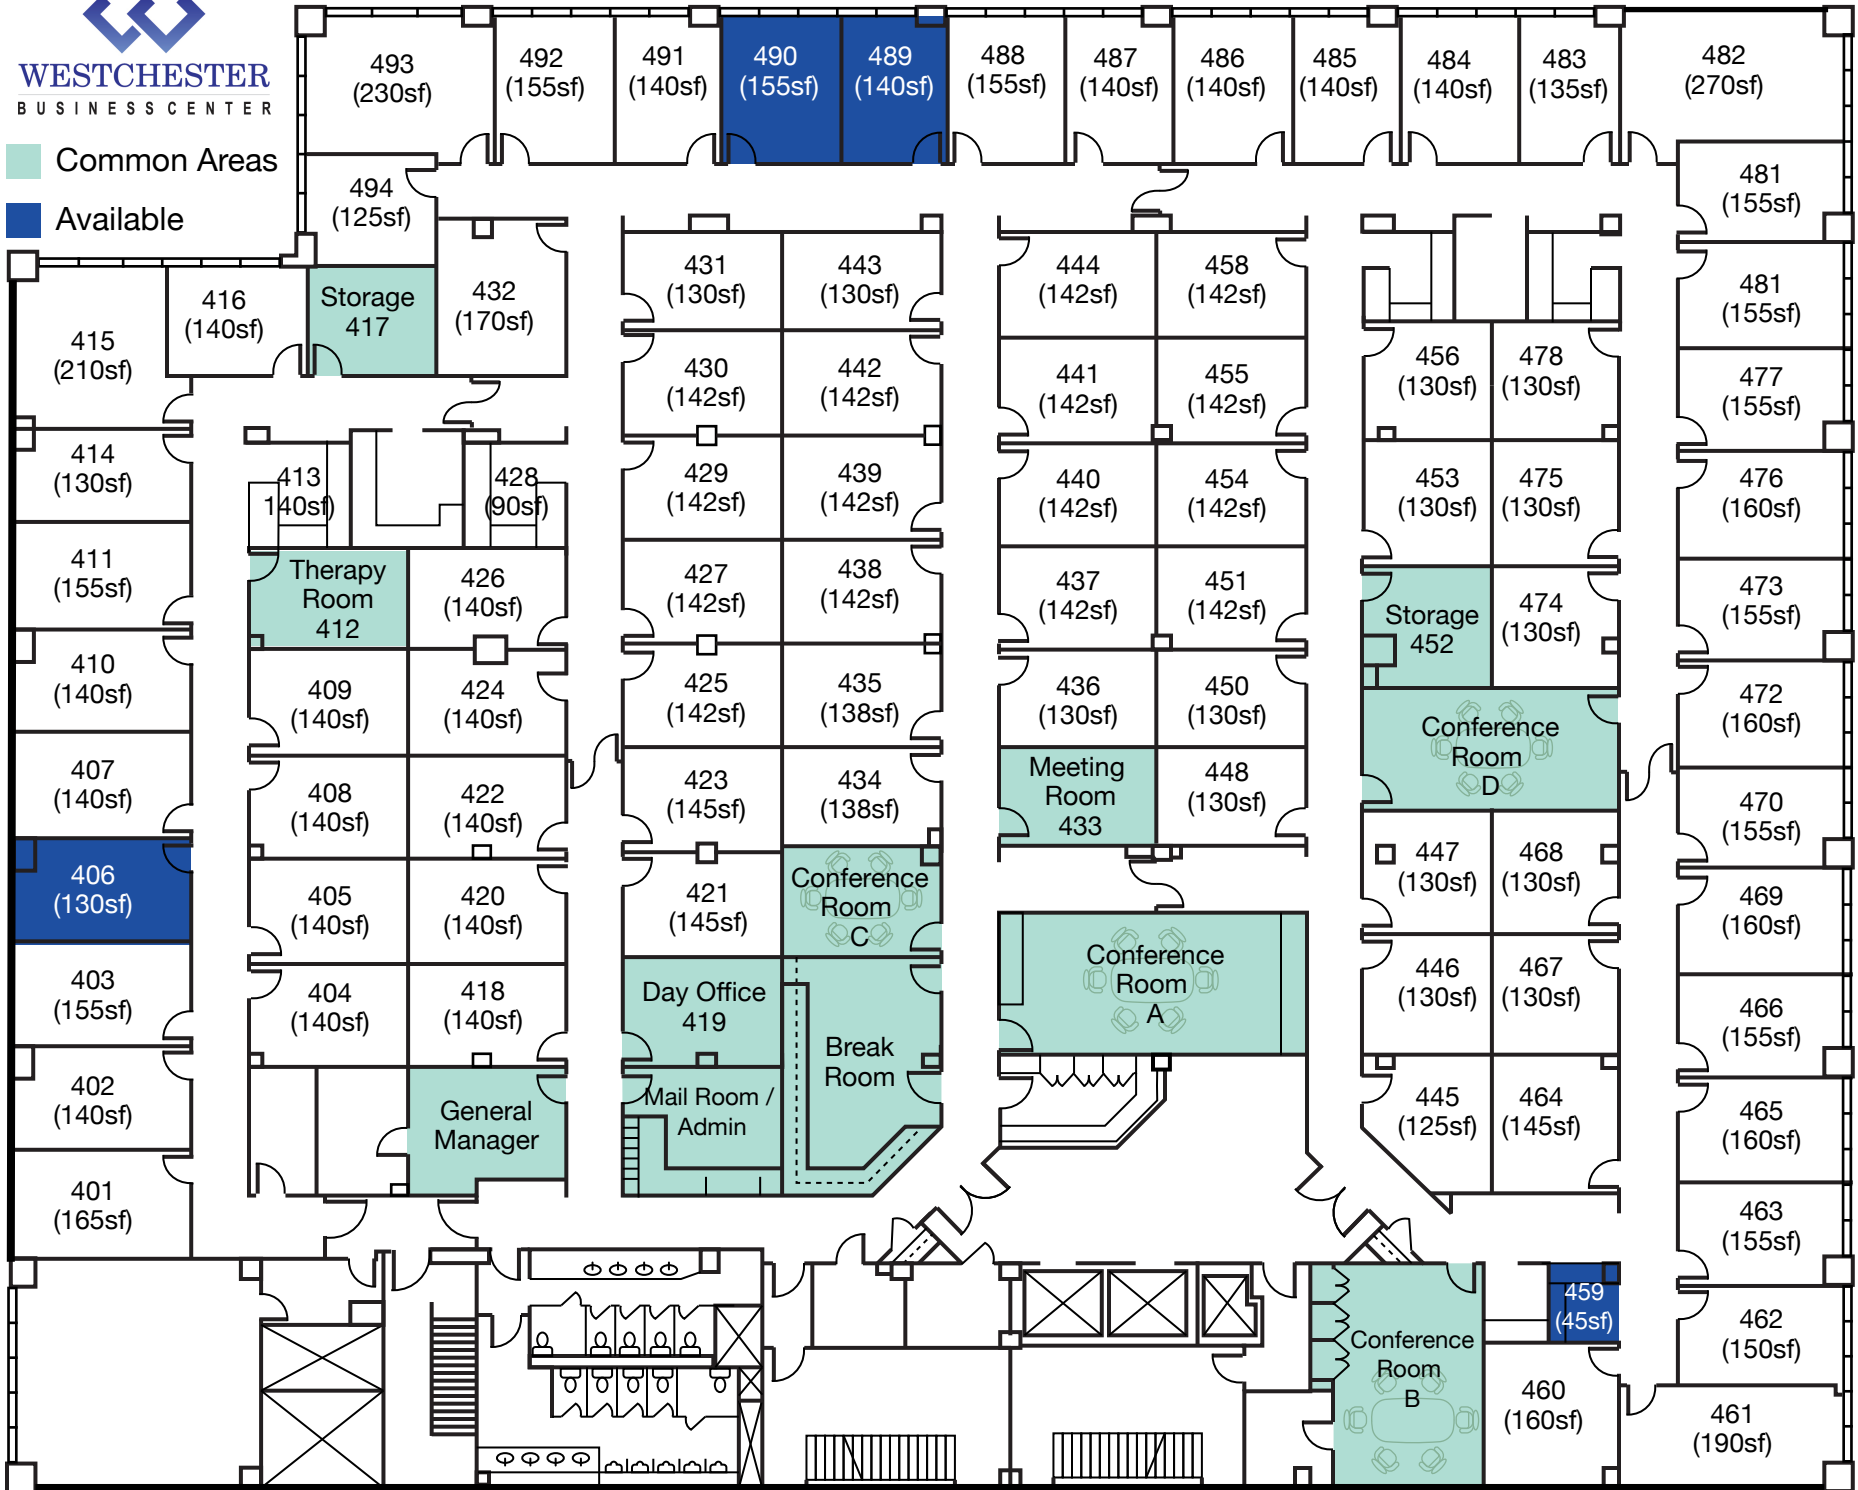 WESTCHESTER
BUSINESS CENTER
Common Areas
Available
493
(230sf)
492
(155sf)
491
(140sf)
490
(155sf)
489
(140sf)
488
(155sf)
487
(140sf)
486
(140sf)
485
(140sf)
484
(140sf)
483
(135sf)
482
(270sf)
494
(125sf)
481
(155sf)
415
(210sf)
416
(140sf)
Storage
417
432
(170sf)
431
(130sf)
443
(130sf)
444
(142sf)
458
(142sf)
481
(155sf)
430
(142sf)
442
(142sf)
441
(142sf)
455
(142sf)
456
(130sf)
478
(130sf)
477
(155sf)
414
(130sf)
413
140sf)
428
(90sf)
429
(142sf)
439
(142sf)
440
(142sf)
454
(142sf)
453
(130sf)
475
(130sf)
476
(160sf)
411
(155sf)
Therapy
Room
412
426
(140sf)
427
(142sf)
438
(142sf)
437
(142sf)
451
(142sf)
Storage
452
474
(130sf)
473
(155sf)
410
(140sf)
409
(140sf)
424
(140sf)
425
(142sf)
435
(138sf)
436
(130sf)
450
(130sf)
Conference
Room
D
472
(160sf)
407
(140sf)
408
(140sf)
422
(140sf)
423
(145sf)
434
(138sf)
Meeting
Room
433
448
(130sf)
470
(155sf)
406
(130sf)
405
(140sf)
420
(140sf)
421
(145sf)
Conference
Room
C
447
(130sf)
468
(130sf)
469
(160sf)
403
(155sf)
404
(140sf)
418
(140sf)
Day Office
419
Break
Room
Conference
Room
A
446
(130sf)
467
(130sf)
466
(155sf)
402
(140sf)
General
Manager
Mail Room /
Admin
445
(125sf)
464
(145sf)
465
(160sf)
401
(165sf)
463
(155sf)
459
(45sf)
462
(150sf)
Conference
Room
B
460
(160sf)
461
(190sf)